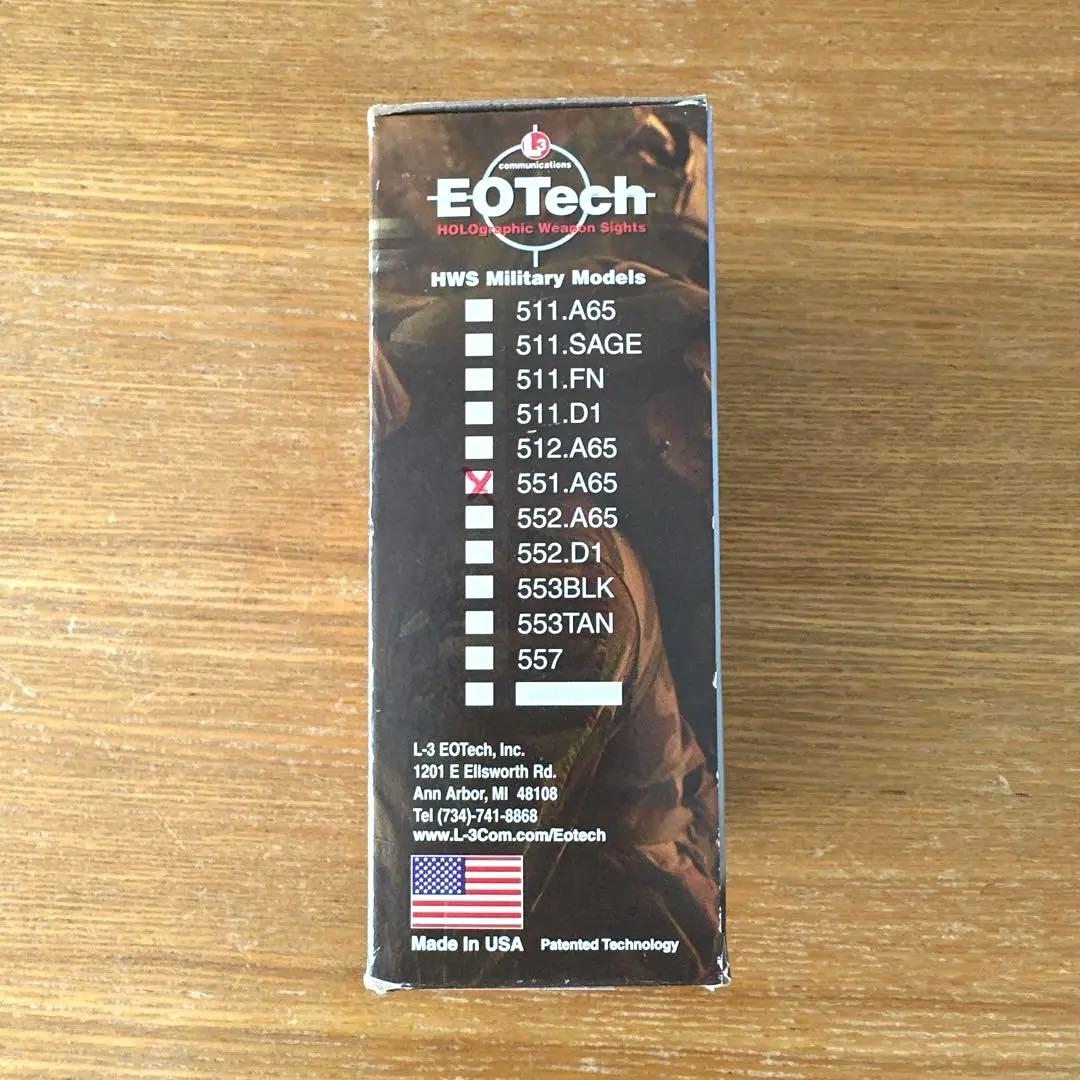 L3
communications
EOTech
HOLOgraphic Weapon Sights
HWS Military Models
511.A65
511.SAGE
511.FN
511.D1
512.A65
551.A65
552.A65
552.D1
553BLK
553TAN
557
L-3 EOTech, Inc.
1201 E Ellsworth Rd.
Ann Arbor, MI 48108
Tel (734)-741-8868
www.L-3Com.com/Eotech
Made In USA Patented Technology